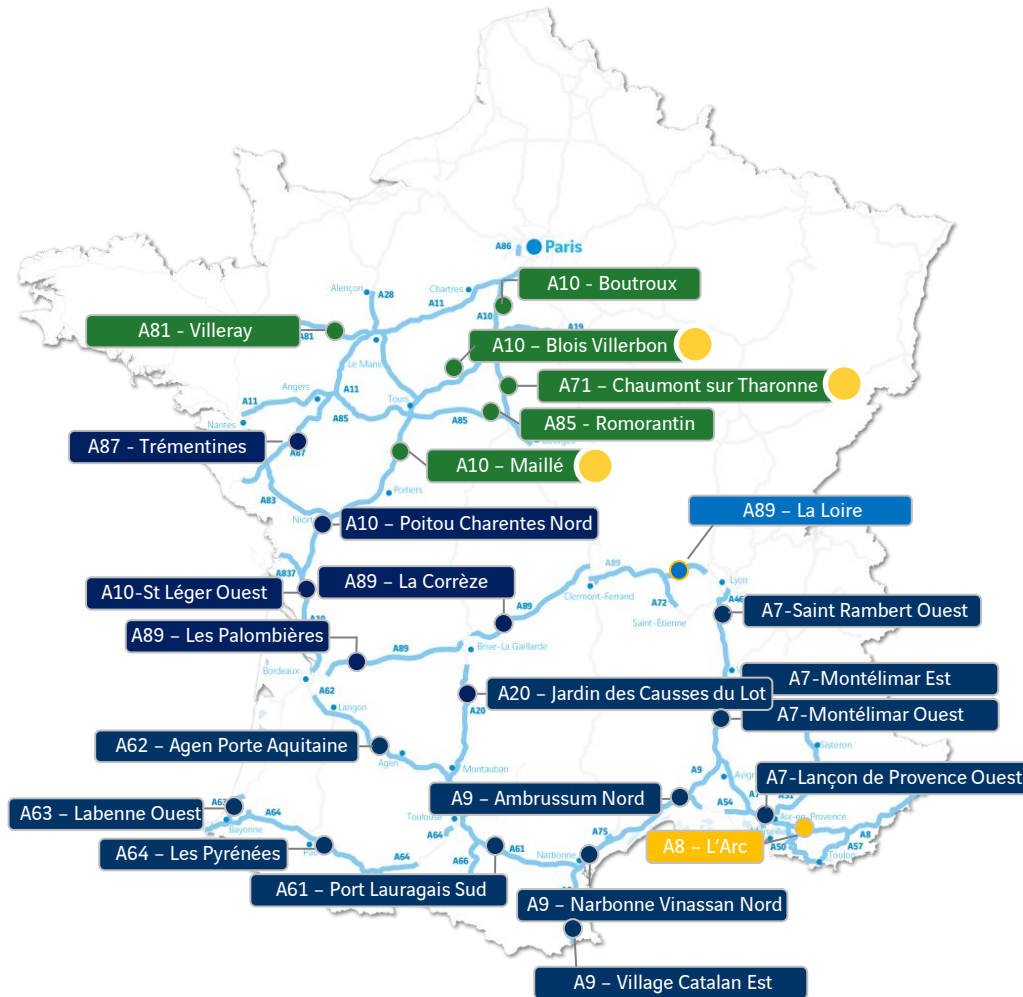 A86
Paris
A10 - Boutroux
Alençon
A28
Chartres
A11
A10
A19
A81 - Villeray
A81
A10 – Blois Villerbon
Le Mans
A71 – Chaumont sur Tharonne
Angers
A11
A11
Tours
A85
A85
A85 - Romorantin
Nantes
A87 - Trémentines
A87
A10 – Maillé
A83
Poitiers
Niort
A10 – Poitou Charentes Nord
A89 – La Loire
A837
A89 – La Corrèze
A89
Clermont-Ferrand
Lyon
A46
A10-St Léger Ouest
A10
A72
Saint-Étienne
A7-Saint Rambert Ouest
A89
A89 – Les Palombières
A89
Brive-La Gaillarde
Bordeaux
A62
A7-Montélimar Est
A20 – Jardin des Causses du Lot
Langon
A20
A7-Montélimar Ouest
A62 – Agen Porte Aquitaine
Agen
Montauban
Sisteron
A9
A7-Lançon de Provence Ouest
A63
A9 – Ambrussum Nord
A54
A7
A51
A63 – Labenne Ouest
A64
Bayonne
Toulouse
A64
Aix-en-Provence
A75
A8 – L'Arc
A50
A8
A57
Toulon
A64 – Les Pyrénées
A64
A66
A61
Narbonne
A61 – Port Lauragais Sud
A9 – Narbonne Vinassan Nord
A9 – Village Catalan Est